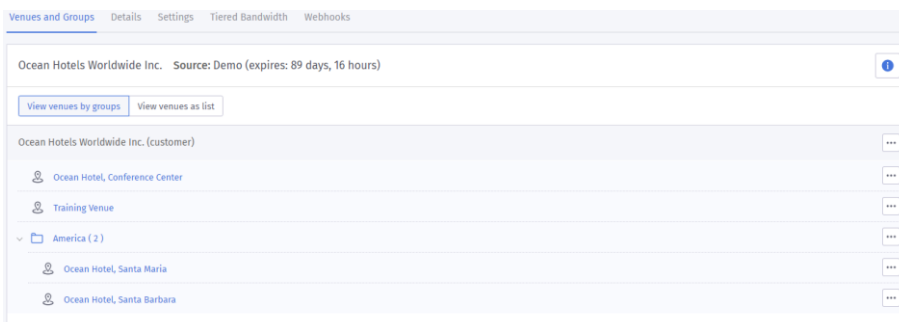 Venues and Groups Details Settings Tiered Bandwidth Webhooks
Ocean Hotels Worldwide Inc. Source: Demo (expires: 89 days, 16 hours)
View venues by groups View venues as list
Ocean Hotels Worldwide Inc. (customer)
Ocean Hotel, Conference Center
Training Venue
America ( 2 )
Ocean Hotel, Santa Maria
Ocean Hotel, Santa Barbara